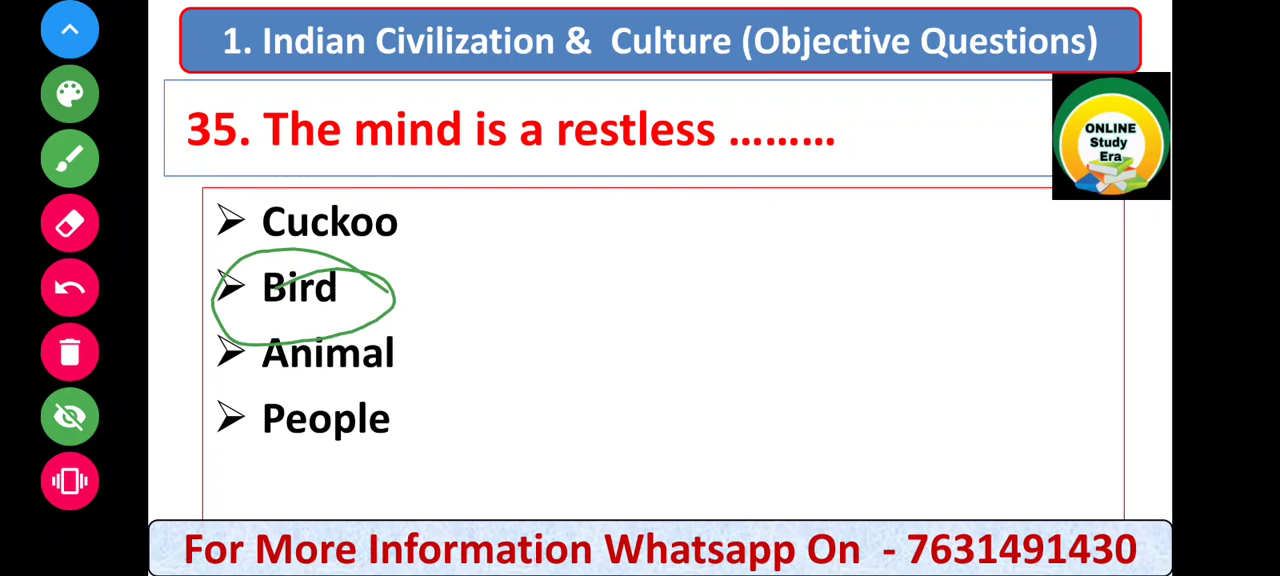 1. Indian Civilization & Culture (Objective Questions)
35. The mind is a restless .........
ONLINE
Study
Era
Cuckoo
Bird
Animal
People
For More Information Whatsapp On - 7631491430